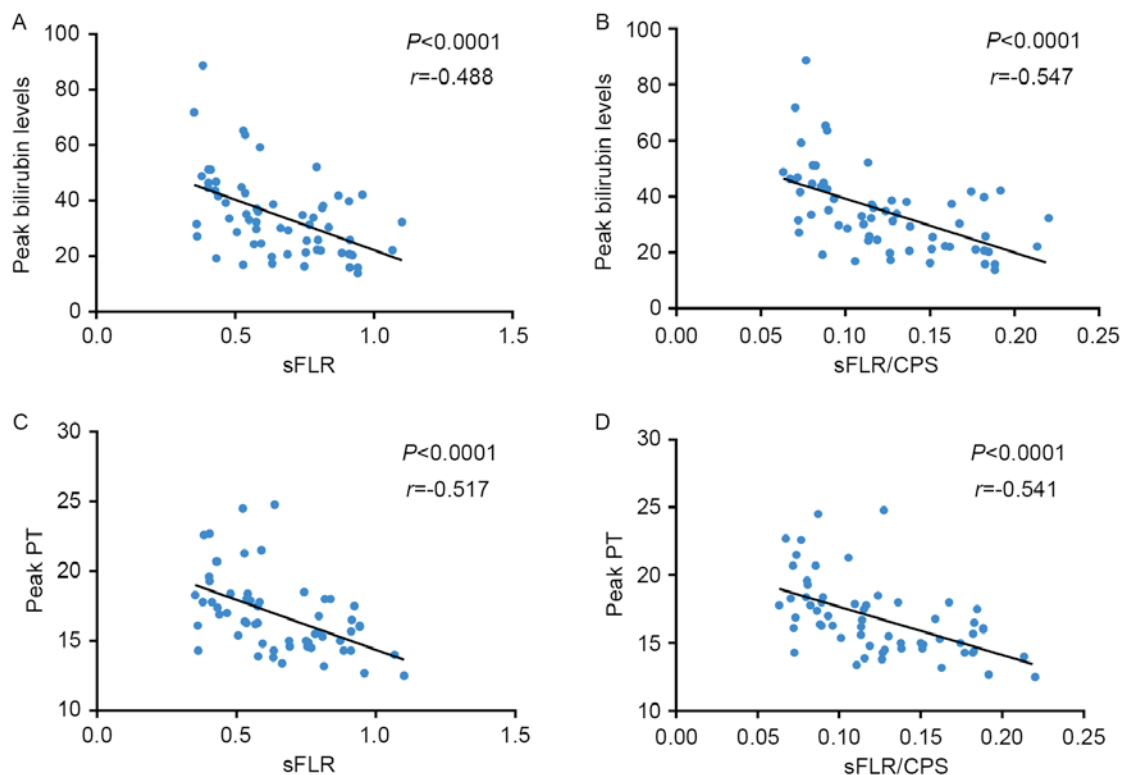 A
P<0.0001
r=-0.488
Peak bilirubin levels
100
80
60
40
20
0
0.0
0.5
1.0
1.5
sFLR
B
P<0.0001
r=-0.547
Peak bilirubin levels
100
80
60
40
20
0
0.00
0.05
0.10
0.15
0.20
0.25
sFLR/CPS
C
P<0.0001
r=-0.517
Peak PT
30
25
20
15
10
0.0
0.5
1.0
1.5
sFLR
D
P<0.0001
r=-0.541
Peak PT
30
25
20
15
10
0.00
0.05
0.10
0.15
0.20
0.25
sFLR/CPS